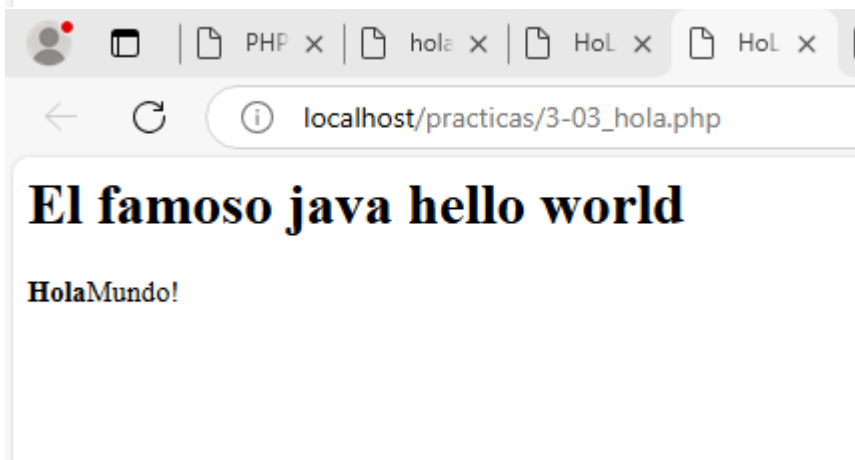 PHP hola HoL HoL
localhost/practicas/3-03_hola.php
El famoso java hello world
HolaMundo!